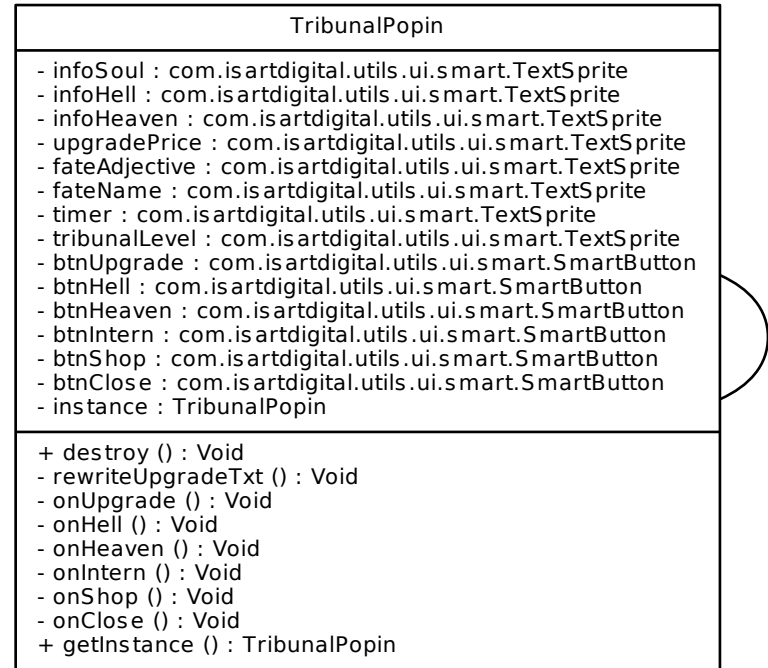 TribunalPopin
- infoSoul : com.isartdigital.utils.ui.smart.TextSprite
- infoHell : com.isartdigital.utils.ui.smart.TextSprite
- infoHeaven : com.isartdigital.utils.ui.smart.TextSprite
- upgradePrice : com.isartdigital.utils.ui.smart.TextSprite
- fateAdjective : com.isartdigital.utils.ui.smart.TextSprite
- fateName : com.isartdigital.utils.ui.smart.TextSprite
- timer : com.isartdigital.utils.ui.smart.TextSprite
- tribunalLevel : com.isartdigital.utils.ui.smart.TextSprite
- btnUpgrade : com.isartdigital.utils.ui.smart.SmartButton
- btnHell : com.isartdigital.utils.ui.smart.SmartButton
- btnHeaven : com.isartdigital.utils.ui.smart.SmartButton
- btnIntern : com.isartdigital.utils.ui.smart.SmartButton
- btnShop : com.isartdigital.utils.ui.smart.SmartButton
- btnClose : com.isartdigital.utils.ui.smart.SmartButton
- instance : TribunalPopin
+ destroy () : Void
- rewriteUpgradeTxt () : Void
- onUpgrade () : Void
- onHell () : Void
- onHeaven () : Void
- onIntern () : Void
- onShop () : Void
- onClose () : Void
+ getInstance () : TribunalPopin